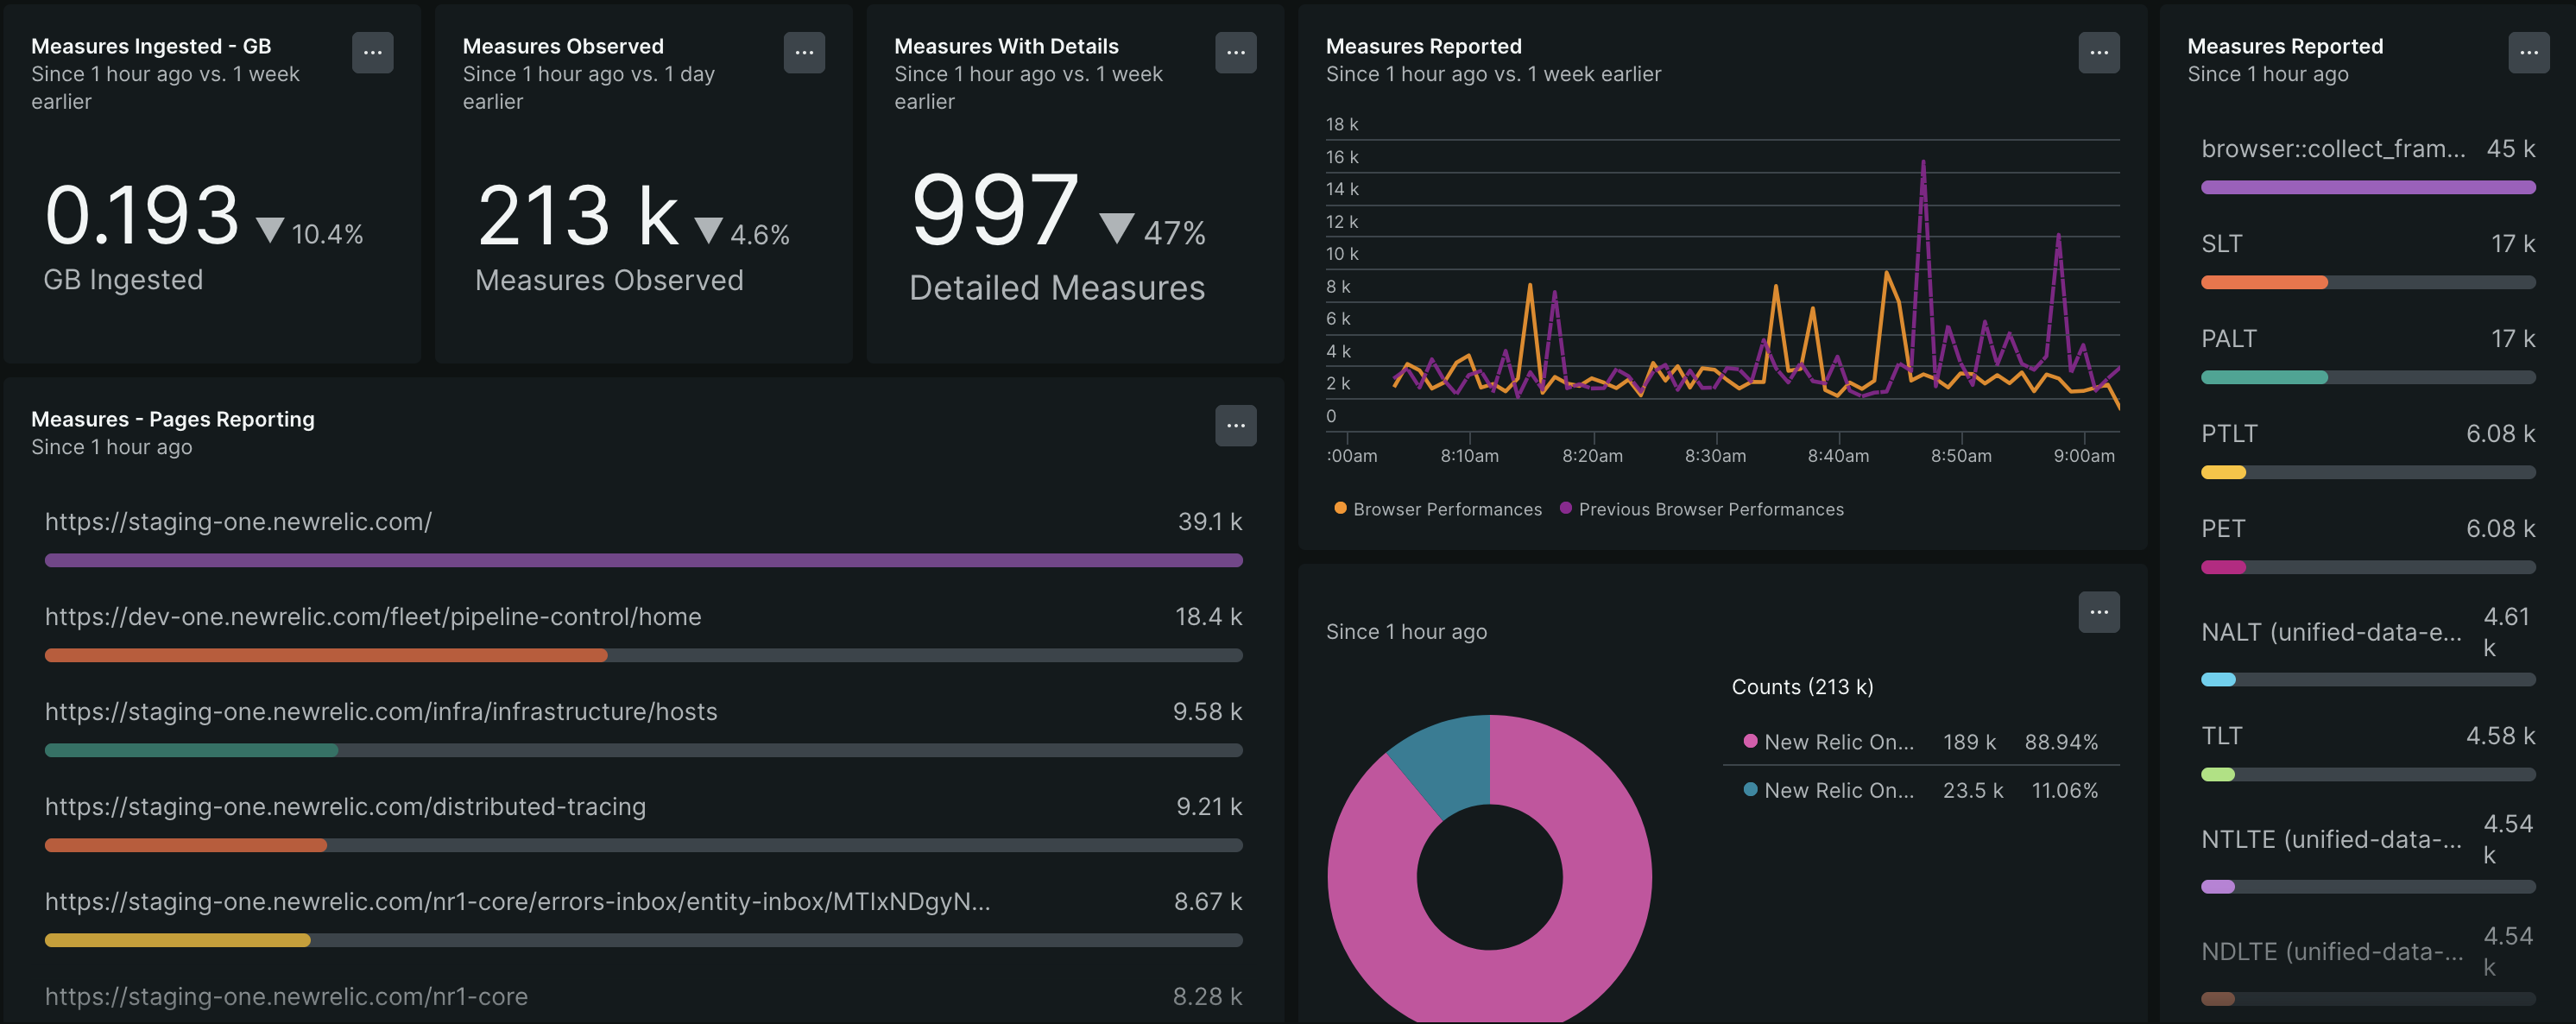 Measures Ingested - GB
Since 1 hour ago vs. 1 week
earlier
...
0.193 ▼ 10.4%
GB Ingested
Measures Observed
Since 1 hour ago vs. 1 day
earlier
...
213 k ▼ 4.6%
Measures Observed
Measures With Details
Since 1 hour ago vs. 1 week
earlier
...
997 ▼ 47%
Detailed Measures
Measures - Pages Reporting
Since 1 hour ago
...
https://staging-one.newrelic.com/ 39.1 k
https://dev-one.newrelic.com/fleet/pipeline-control/home 18.4 k
https://staging-one.newrelic.com/infra/infrastructure/hosts 9.58 k
https://staging-one.newrelic.com/distributed-tracing 9.21 k
https://staging-one.newrelic.com/nr1-core/errors-inbox/entity-inbox/MTIxNDgyN... 8.67 k
https://staging-one.newrelic.com/nr1-core 8.28 k
Measures Reported
Since 1 hour ago vs. 1 week earlier
...
18 k
16 k
14 k
12 k
10 k
8 k
6 k
4 k
2 k
0
:00am 8:10am 8:20am 8:30am 8:40am 8:50am 9:00am
Browser Performances Previous Browser Performances
...
Since 1 hour ago
Counts (213 k)
New Relic On... 189 k 88.94%
New Relic On... 23.5 k 11.06%
Measures Reported
Since 1 hour ago
...
browser::collect_fram... 45 k
SLT 17 k
PALT 17 k
PTLT 6.08 k
PET 6.08 k
NALT (unified-data-e... 4.61
k
TLT 4.58 k
NTLTE (unified-data-... 4.54
k
NDLTE (unified-data-... 4.54
k